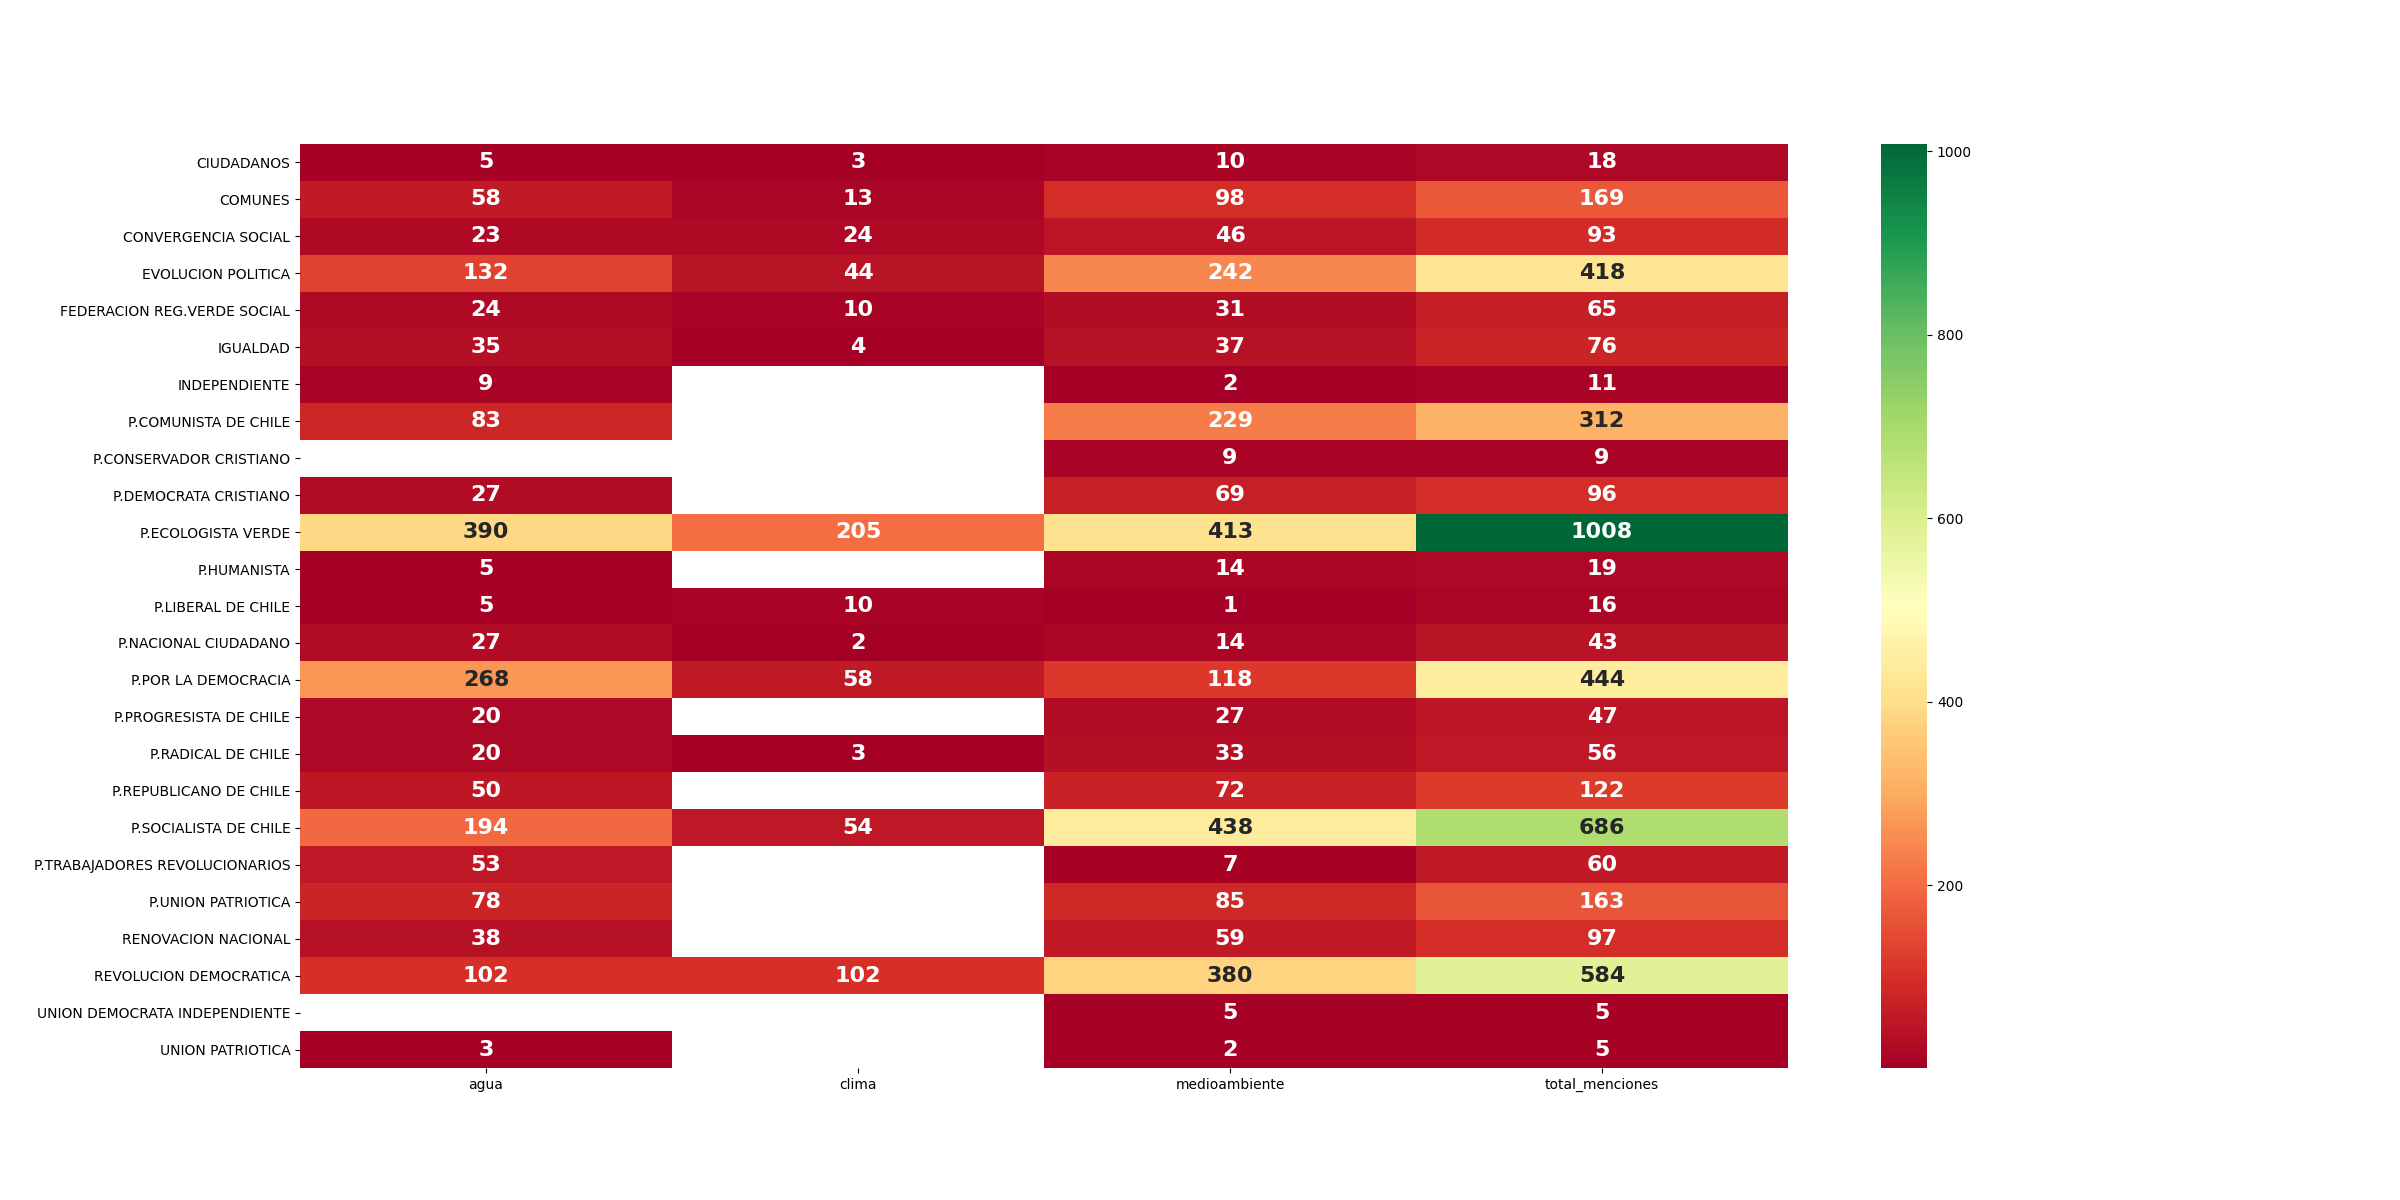 CIUDADANOS 5 3 10 18
COMUNES 58 13 98 169
CONVERGENCIA SOCIAL 23 24 46 93
EVOLUCION POLITICA 132 44 242 418
FEDERACION REG.VERDE SOCIAL 24 10 31 65
IGUALDAD 35 4 37 76
INDEPENDIENTE 9 2 11
P.COMUNISTA DE CHILE 83 229 312
P.CONSERVADOR CRISTIANO 9 9
P.DEMOCRATA CRISTIANO 27 69 96
P.ECOLOGISTA VERDE 390 205 413 1008
P.HUMANISTA 5 14 19
P.LIBERAL DE CHILE 5 10 1 16
P.NACIONAL CIUDADANO 27 2 14 43
P.POR LA DEMOCRACIA 268 58 118 444
P.PROGRESISTA DE CHILE 20 27 47
P.RADICAL DE CHILE 20 3 33 56
P.REPUBLICANO DE CHILE 50 72 122
P.SOCIALISTA DE CHILE 194 54 438 686
P.TRABAJADORES REVOLUCIONARIOS 53 7 60
P.UNION PATRIOTICA 78 85 163
RENOVACION NACIONAL 38 59 97
REVOLUCION DEMOCRATICA 102 102 380 584
UNION DEMOCRATA INDEPENDIENTE 5 5
UNION PATRIOTICA 3 2 5
agua clima medioambiente total_menciones
1000
800
600
400
200